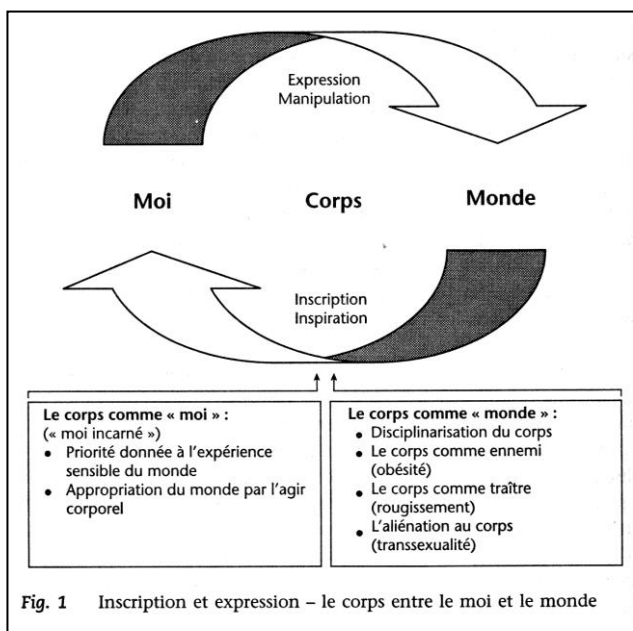 Expression
Manipulation
Moi Corps Monde
Inscription
Inspiration
Le corps comme « moi » :
(« moi incarné »)
• Priorité donnée à l'expérience
sensible du monde
• Appropriation du monde par l'agir
corporel
Le corps comme « monde » :
• Disciplinarisation du corps
• Le corps comme ennemi
(obésité)
• Le corps comme traître
(rougissement)
• L'aliénation au corps
(transsexualité)
Fig. 1 Inscription et expression – le corps entre le moi et le monde